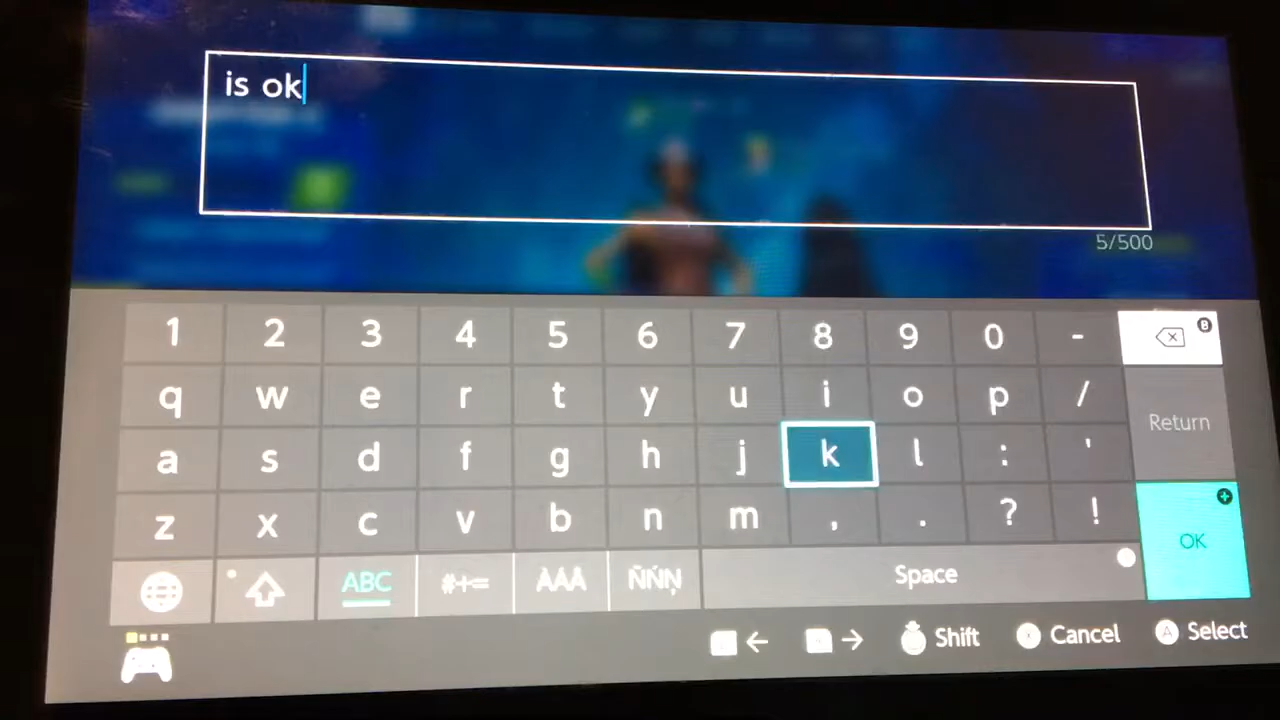 is ok
5/500
1 2 3 4 5 6 7 8 9 0 - B
q w e r t y u i o p / Return
a s d f g h j k l : '
z x c v b n m , . ? ! + OK
ABC #+= ÀÁÂ ÑŃŅ Space
← → Shift Cancel A Select